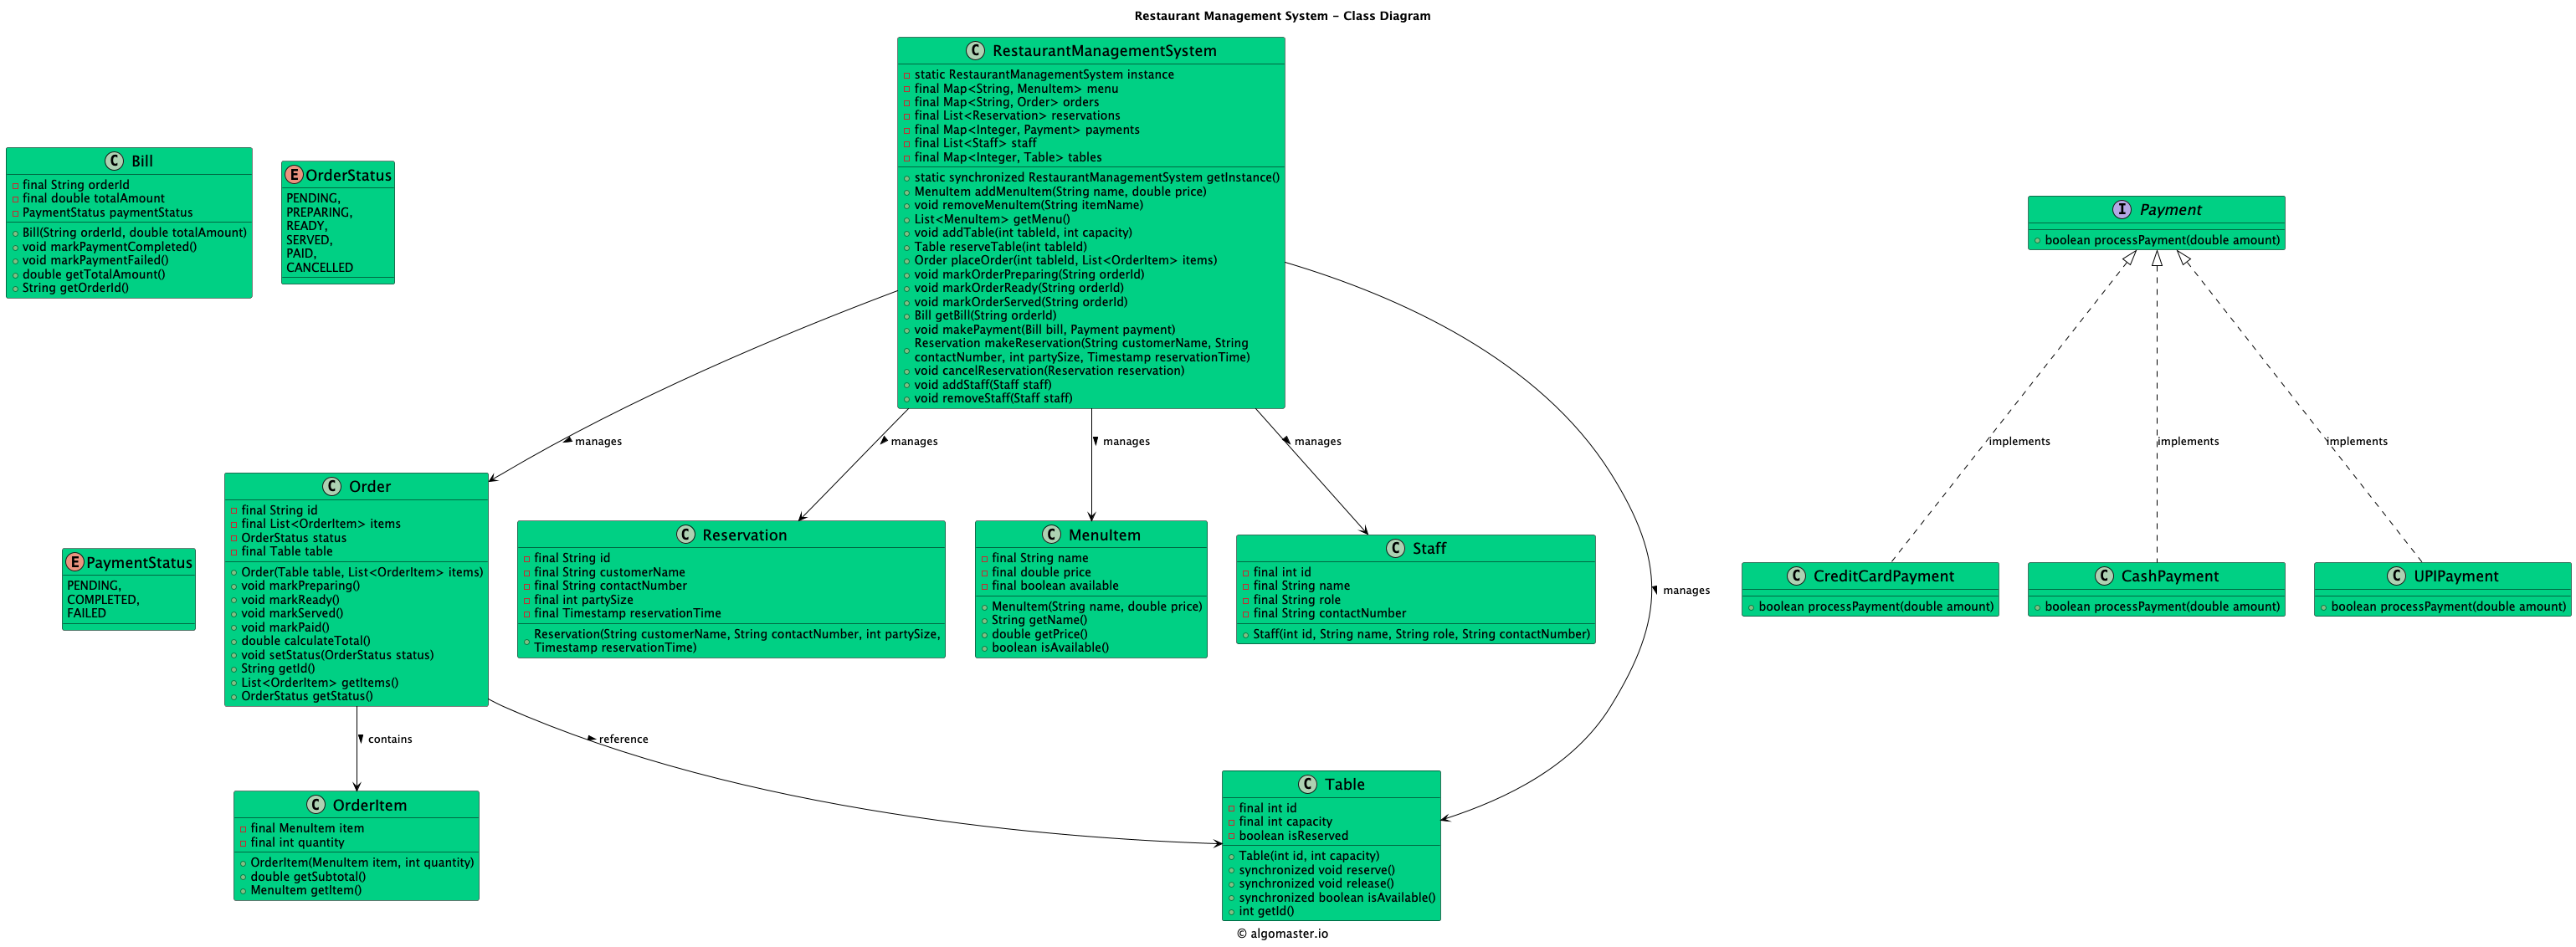 Restaurant Management System - Class Diagram
C RestaurantManagementSystem
static RestaurantManagementSystem instance
final Map<String, MenuItem> menu
final Map<String, Order> orders
final List<Reservation> reservations
final Map<Integer, Payment> payments
final List<Staff> staff
final Map<Integer, Table> tables
static synchronized RestaurantManagementSystem getInstance()
MenuItem addMenuItem(String name, double price)
void removeMenuItem(String itemName)
List<MenuItem> getMenu()
void addTable(int tableId, int capacity)
Table reserveTable(int tableId)
Order placeOrder(int tableId, List<OrderItem> items)
void markOrderPreparing(String orderId)
void markOrderReady(String orderId)
void markOrderServed(String orderId)
Bill getBill(String orderId)
void makePayment(Bill bill, Payment payment)
Reservation makeReservation(String customerName, String
contactNumber, int partySize, Timestamp reservationTime)
void cancelReservation(Reservation reservation)
void addStaff(Staff staff)
void removeStaff(Staff staff)
C Bill
final String orderId
final double totalAmount
PaymentStatus paymentStatus
Bill(String orderId, double totalAmount)
void markPaymentCompleted()
void markPaymentFailed()
double getTotalAmount()
String getOrderId()
E OrderStatus
PENDING,
PREPARING,
READY,
SERVED,
PAID,
CANCELLED
I Payment
boolean processPayment(double amount)
manages
manages
manages
manages
manages
implements
implements
implements
E PaymentStatus
PENDING,
COMPLETED,
FAILED
C Order
final String id
final List<OrderItem> items
OrderStatus status
final Table table
Order(Table table, List<OrderItem> items)
void markPreparing()
void markReady()
void markServed()
void markPaid()
double calculateTotal()
void setStatus(OrderStatus status)
String getId()
List<OrderItem> getItems()
OrderStatus getStatus()
C Reservation
final String id
final String customerName
final String contactNumber
final int partySize
final Timestamp reservationTime
Reservation(String customerName, String contactNumber, int partySize,
Timestamp reservationTime)
C MenuItem
final String name
final double price
final boolean available
MenuItem(String name, double price)
String getName()
double getPrice()
boolean isAvailable()
C Staff
final int id
final String name
final String role
final String contactNumber
Staff(int id, String name, String role, String contactNumber)
C CreditCardPayment
boolean processPayment(double amount)
C CashPayment
boolean processPayment(double amount)
C UPIPayment
boolean processPayment(double amount)
contains
reference
C OrderItem
final MenuItem item
final int quantity
OrderItem(MenuItem item, int quantity)
double getSubtotal()
MenuItem getItem()
C Table
final int id
final int capacity
boolean isReserved
Table(int id, int capacity)
synchronized void reserve()
synchronized void release()
synchronized boolean isAvailable()
int getId()
© algomaster.io